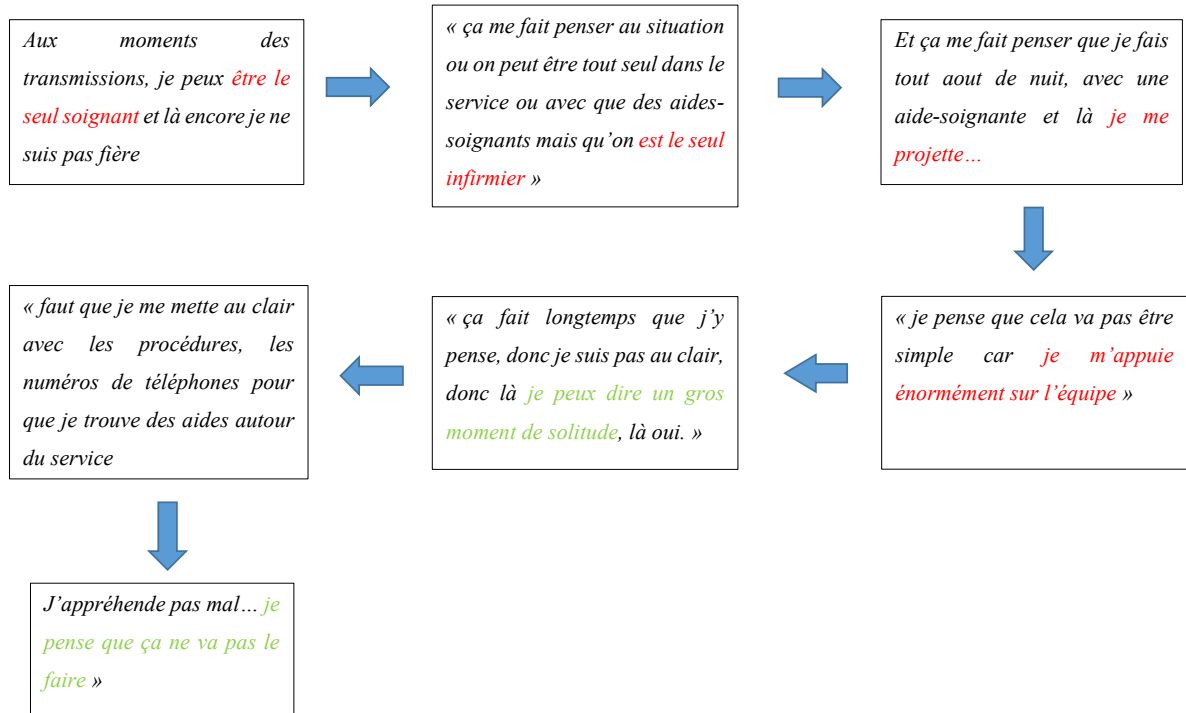 Aux moments des
transmissions, je peux être le
seul soignant et là encore je ne
suis pas fière
« ça me fait penser au situation
ou on peut être tout seul dans le
service ou avec que des aides-
soignants mais qu’on est le seul
infirmier »
Et ça me fait penser que je fais
tout aout de nuit, avec une
aide-soignante et là je me
projette…
« je pense que cela va pas être
simple car je m’appuie
énormément sur l’équipe »
« ça fait longtemps que j’y
pense, donc je suis pas au clair,
donc là je peux dire un gros
moment de solitude, là oui. »
« faut que je me mette au clair
avec les procédures, les
numéros de téléphones pour
que je trouve des aides autour
du service
J’appréhende pas mal… je
pense que ça ne va pas le
faire »